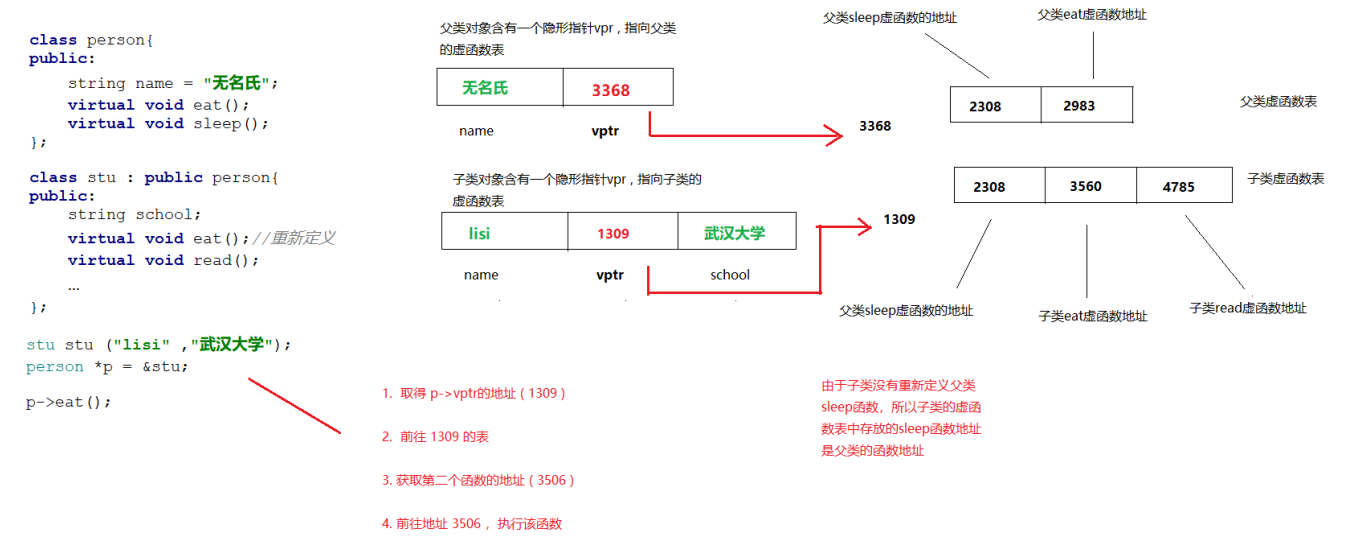 class person{
public:
string name = "无名氏";
virtual void eat();
virtual void sleep();
};
class stu : public person{
public:
string school;
virtual void eat();//重新定义
virtual void read();
...
};
stu stu ("lisi" ,"武汉大学");
person *p = &stu;
p->eat();
父类对象含有一个隐形指针vpr，指向父类
的虚函数表
无名氏
3368
name
vptr
3368
子类对象含有一个隐形指针vpr，指向子类的
虚函数表
lisi
1309
武汉大学
name
vptr
school
1309
父类sleep虚函数的地址
父类eat虚函数地址
2308
2983
父类虚函数表
2308
3560
4785
子类虚函数表
父类sleep虚函数的地址
子类eat虚函数地址
子类read虚函数地址
1. 取得 p->vptr的地址（1309）
2. 前往 1309 的表
3. 获取第二个函数的地址（3506）
4. 前往地址 3506 ，执行该函数
由于子类没有重新定义父类
sleep函数，所以子类的虚函
数表中存放的sleep函数地址
是父类的函数地址